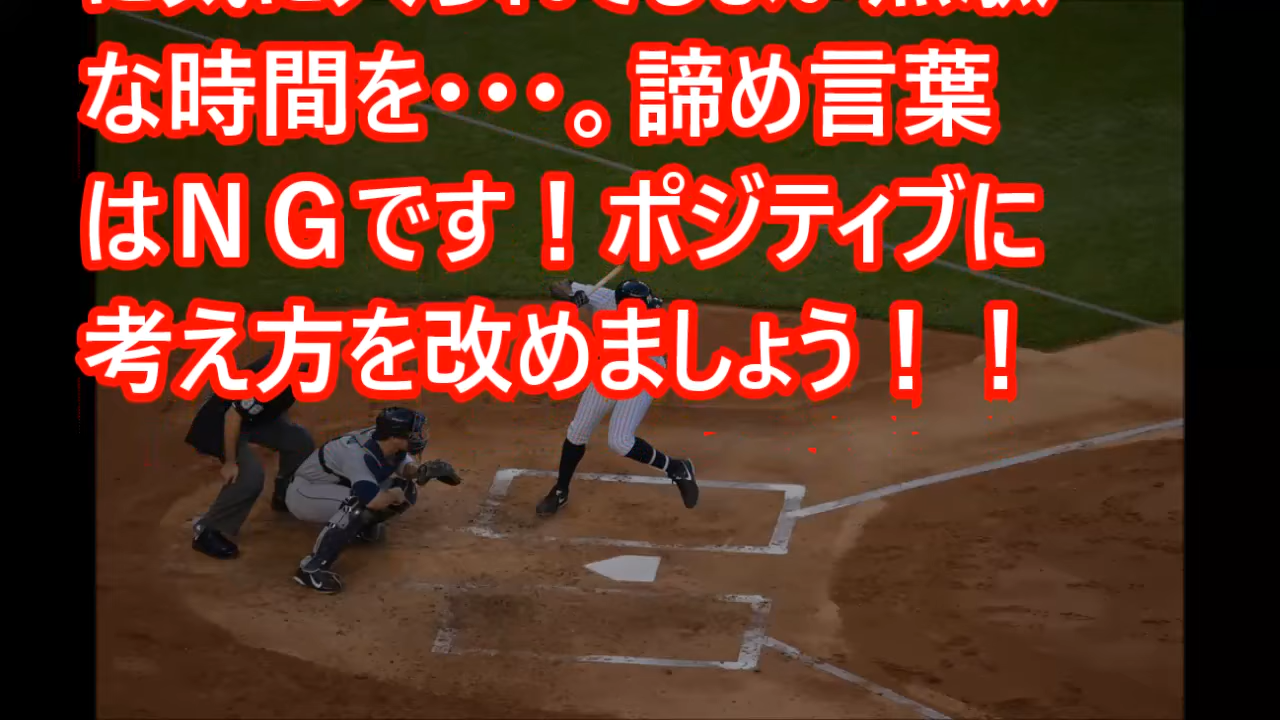 な時間を・・・。諦め言葉
はＮＧです！ポジティブに
考え方を改めましょう！！